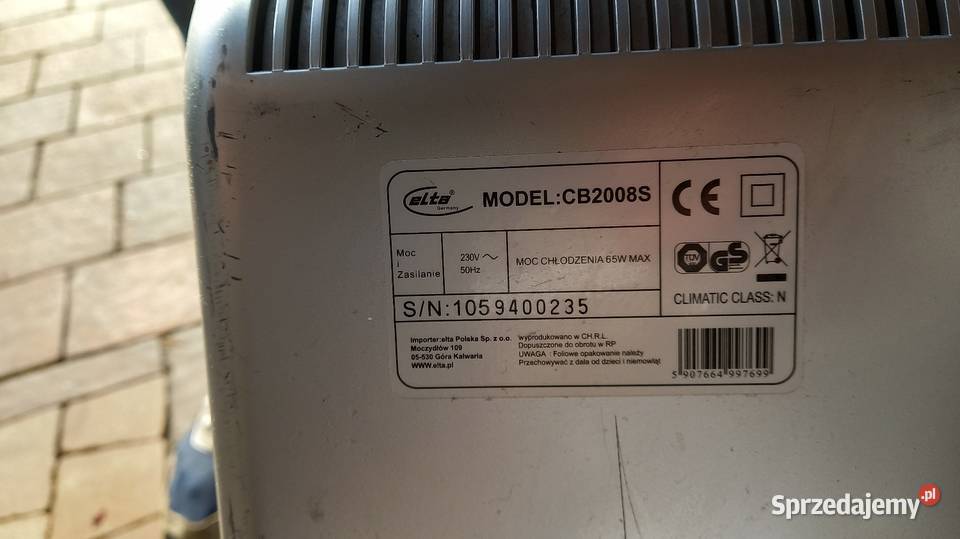 elta® Germany
MODEL:CB2008S
CE
Moc
i
Zasilanie
230V ~
50Hz
MOC CHŁODZENIA 65W MAX
TÜV GS
CLIMATIC CLASS: N
S/N:1059400235
Importer:elta Polska Sp. z o.o.
Moczydłów 109
05-530 Góra Kalwaria
WWW.elta.pl
wyprodukowano w CH.R.L.
Dopuszczone do obrotu w RP
UWAGA : Foliowe opakowanie należy
Przechowywać z dala od dzieci i niemowląt
5 907664 997699
Sprzedajemy.pl